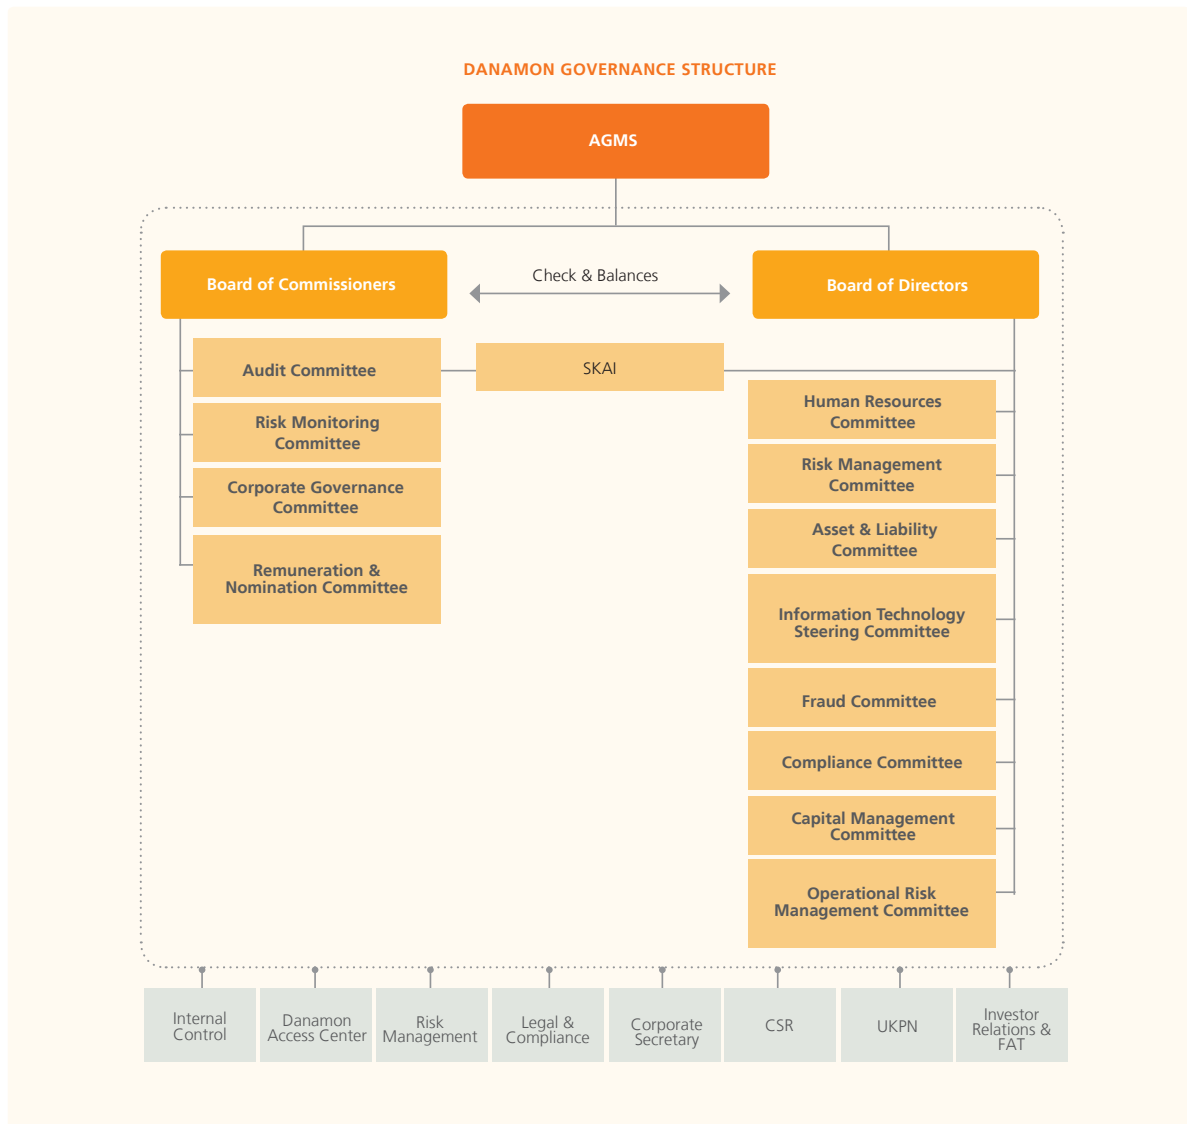 DANAMON GOVERNANCE STRUCTURE
AGMS
Board of Commissioners
Check & Balances
Board of Directors
Audit Committee
SKAI
Risk Monitoring
Committee
Corporate Governance
Committee
Remuneration &
Nomination Committee
Human Resources
Committee
Risk Management
Committee
Asset & Liability
Committee
Information Technology
Steering Committee
Fraud Committee
Compliance Committee
Capital Management
Committee
Operational Risk
Management Committee
Internal
Control
Danamon
Access Center
Risk
Management
Legal &
Compliance
Corporate
Secretary
CSR
UKPN
Investor
Relations &
FAT